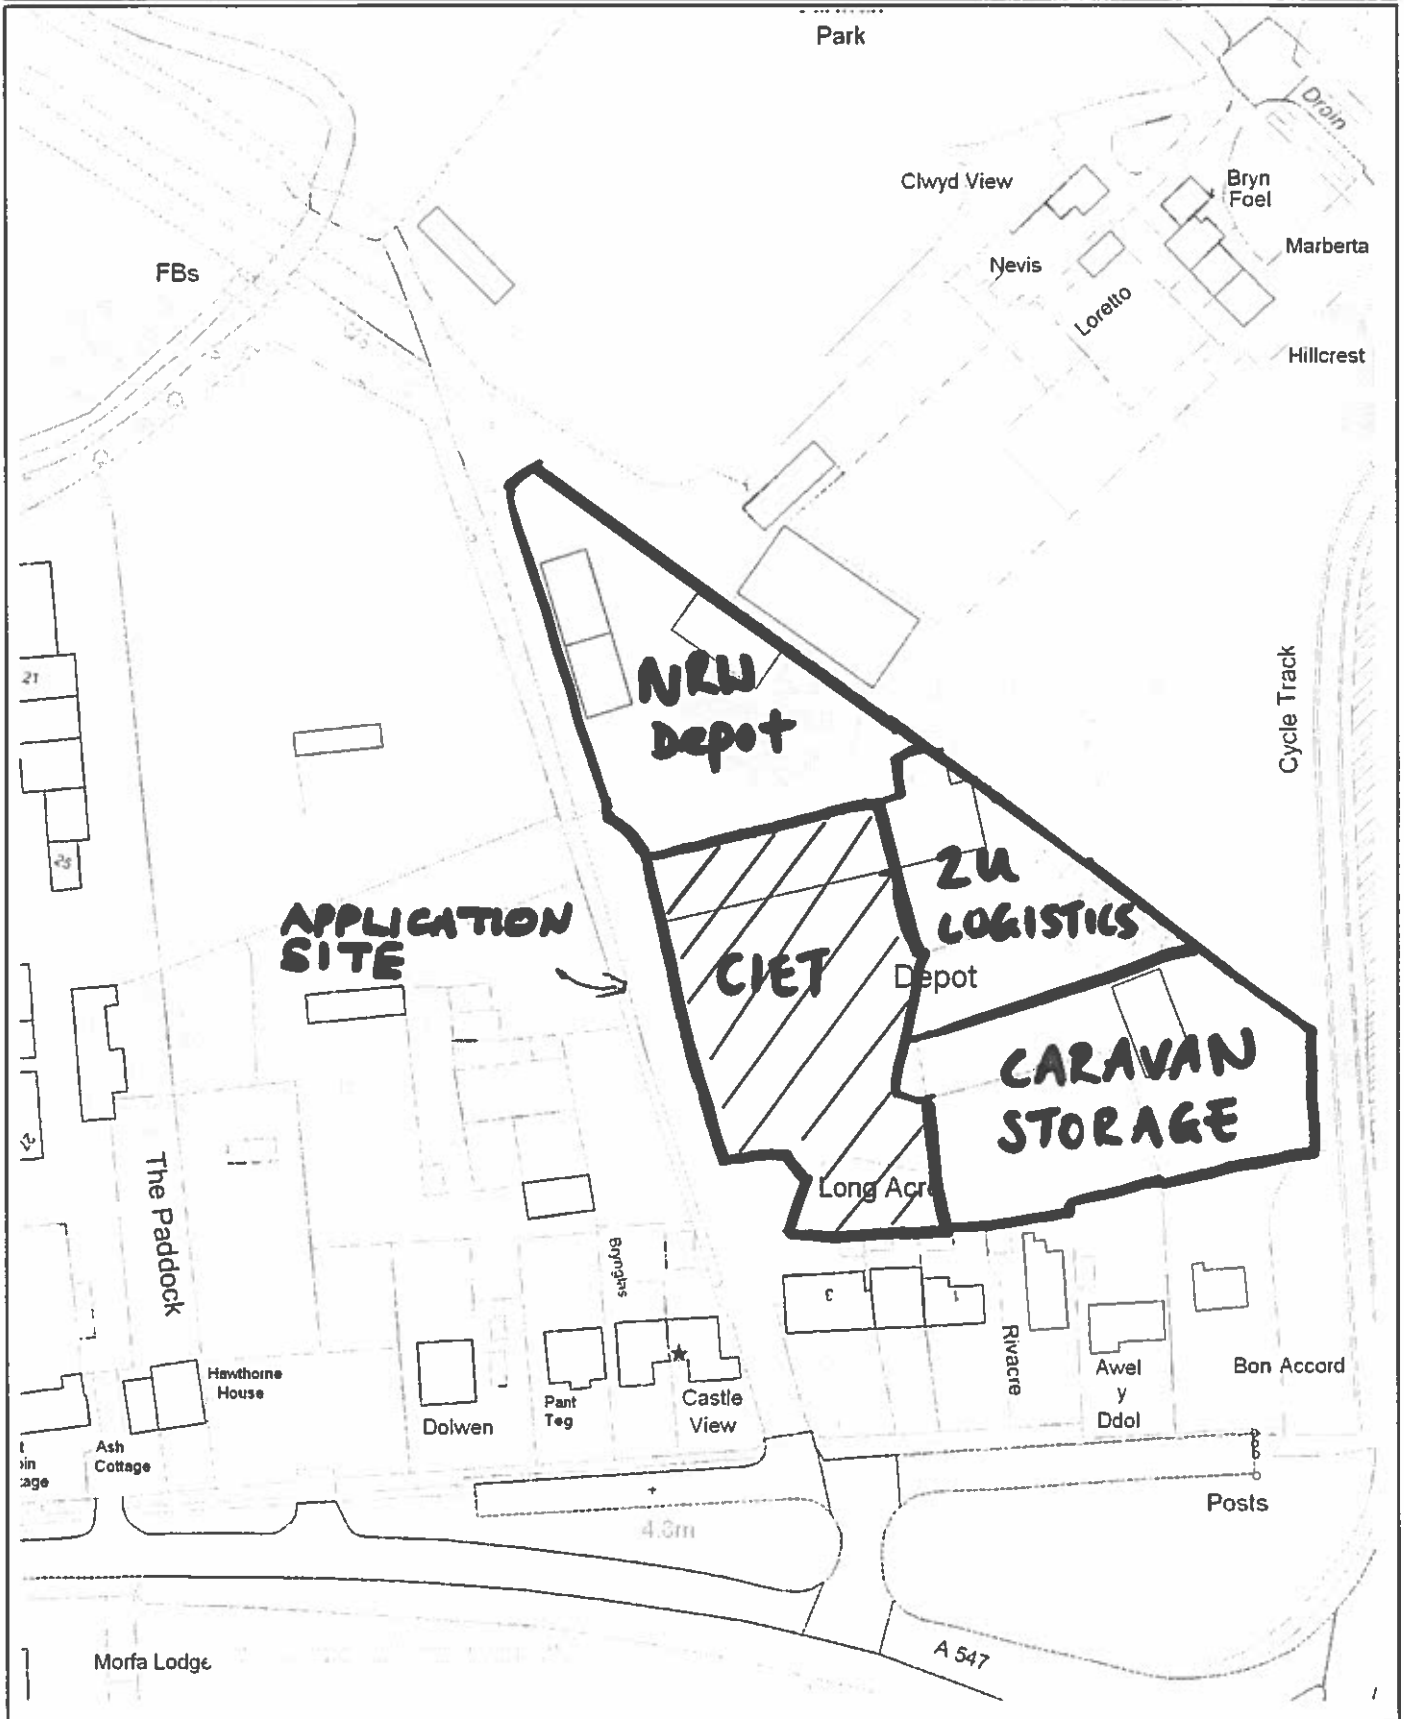 Park
Drain
Clwyd View
Bryn
Foel
Marberta
Nevis
Loretto
Hillcrest
FBs
21
NRW
Depot
Cycle Track
25
2U
LOGISTICS
APPLICATION
SITE
CIET
Depot
CARAVAN
STORAGE
Long Acre
The Paddock
Brynglas
3
1
Rivacre
Hawthorne
House
Dolwen
Pant
Teg
Castle
View
Awel
y
Ddol
Bon Accord
Ash
Cottage
Posts
4.3m
A 547
Morfa Lodge